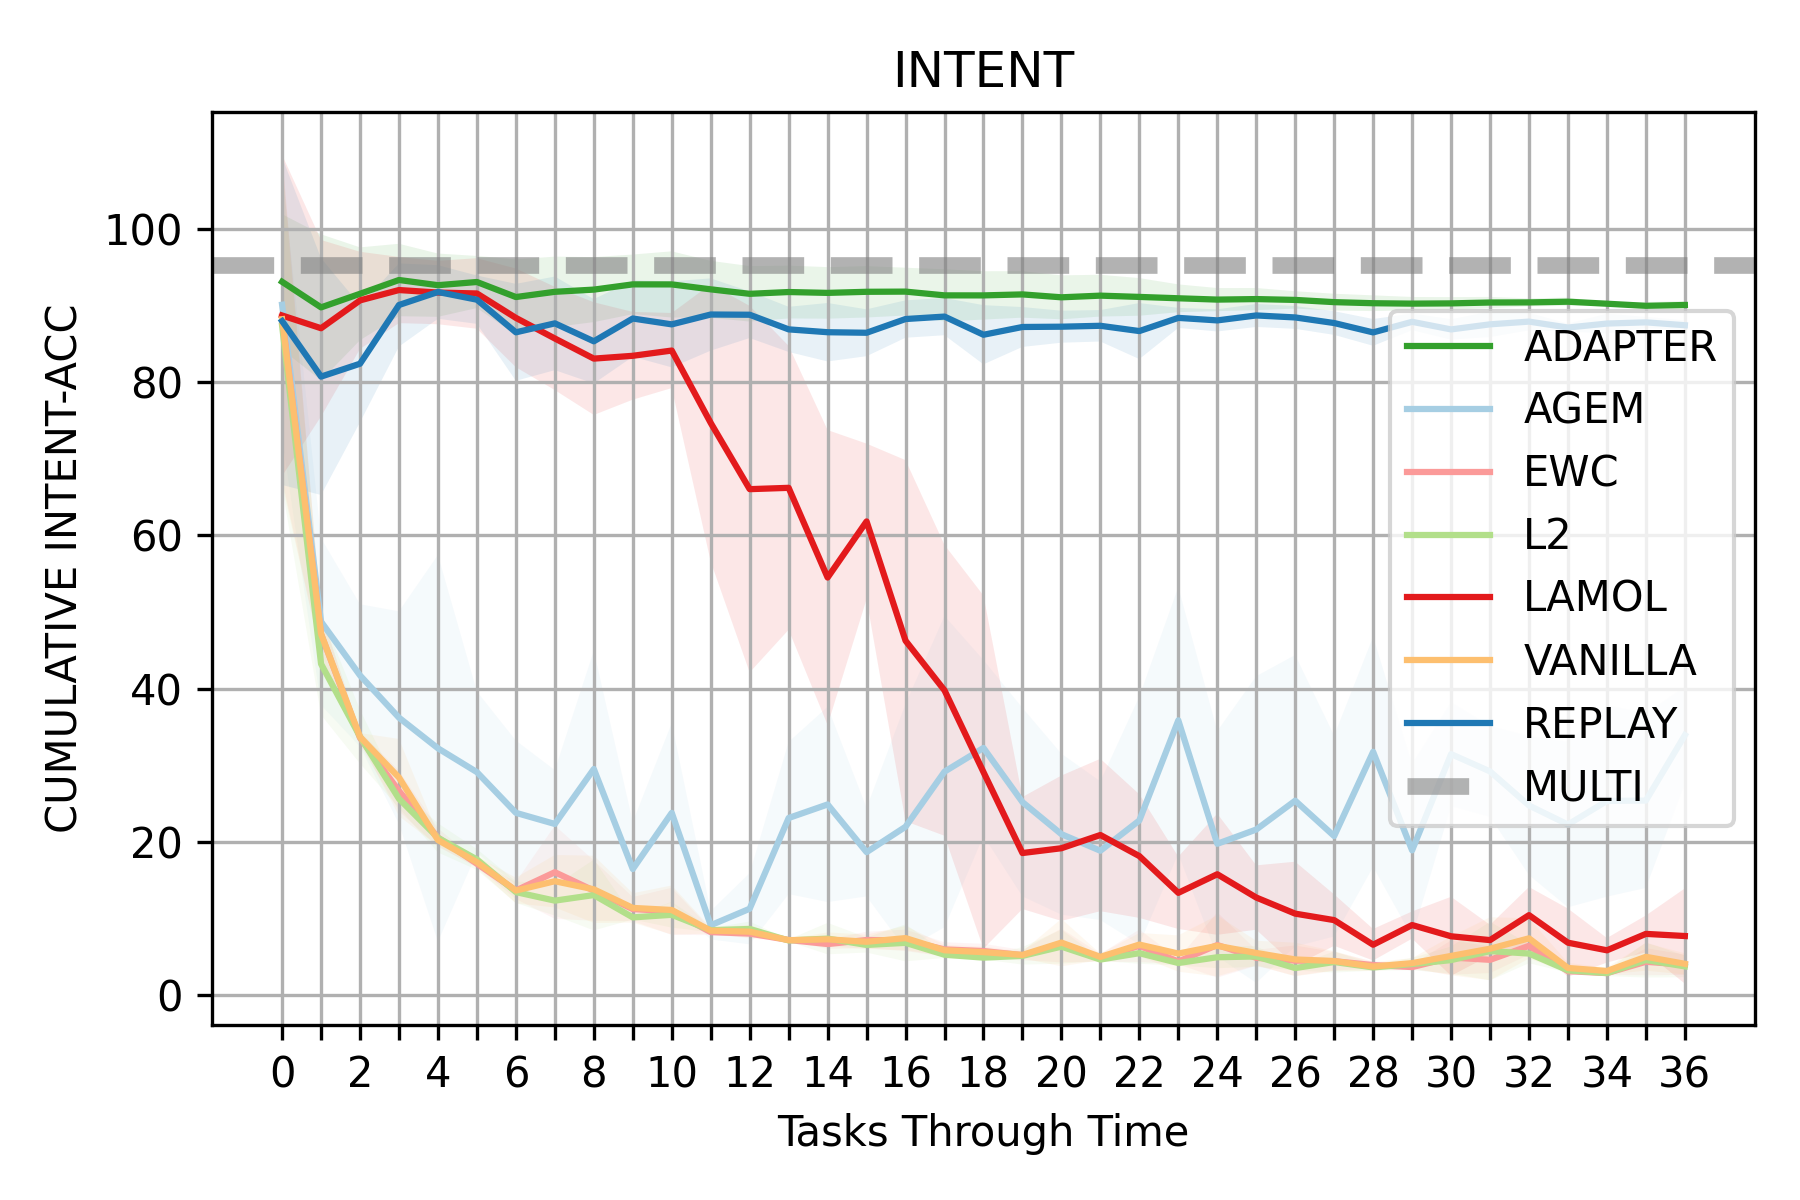 INTENT
CUMULATIVE INTENT-ACC
100
80
60
40
20
0
ADAPTER
AGEM
EWC
L2
LAMOL
VANILLA
REPLAY
MULTI
0 2 4 6 8 10 12 14 16 18 20 22 24 26 28 30 32 34 36
Tasks Through Time